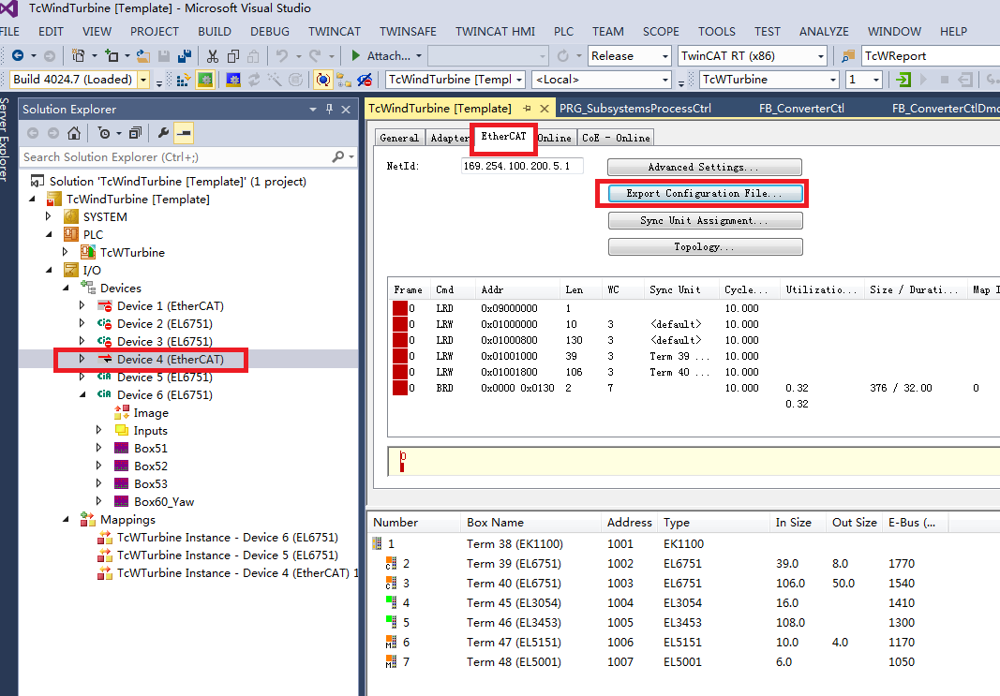 TcWindTurbine [Template] - Microsoft Visual Studio
FILE EDIT VIEW PROJECT BUILD DEBUG TWINCAT TWINSAFE TWINCAT HMI PLC TEAM SCOPE TOOLS TEST ANALYZE WINDOW HELP
Attach... Release TwinCAT RT (x86) TcWReport
Build 4024.7 (Loaded) TcWindTurbine [Templ <Local> TcWTurbine 1
Server Explorer
Solution Explorer
Search Solution Explorer (Ctrl+;)
Solution 'TcWindTurbine [Template]' (1 project)
TcWindTurbine [Template]
SYSTEM
PLC
TcWTurbine
I/O
Devices
Device 1 (EtherCAT)
Device 2 (EL6751)
Device 3 (EL6751)
Device 4 (EtherCAT)
Device 5 (EL6751)
Device 6 (EL6751)
Image
Inputs
Box51
Box52
Box53
Box60_Yaw
Mappings
TcWTurbine Instance - Device 6 (EL6751)
TcWTurbine Instance - Device 5 (EL6751)
TcWTurbine Instance - Device 4 (EtherCAT) 1
TcWindTurbine [Template] PRG_SubsystemsProcessCtrl FB_ConverterCtl FB_ConverterCtlDmo
General Adapter EtherCAT Online CoE - Online
NetId: 169.254.100.200.5.1 Advanced Settings...
Export Configuration File...
Sync Unit Assignment...
Topology...
Frame Cmd Addr Len WC Sync Unit Cycle... Utilizatio... Size / Durati... Map I
0 LRD 0x09000000 1 10.000
0 LRW 0x01000000 10 3 <default> 10.000
0 LRD 0x01000800 130 3 <default> 10.000
0 LRW 0x01001000 39 3 Term 39 ... 10.000
0 LRW 0x01001800 106 3 Term 40 ... 10.000
0 BRD 0x0000 0x0130 2 7 10.000 0.32 376 / 32.00 0
0.32
0
Number Box Name Address Type In Size Out Size E-Bus (...
1 Term 38 (EK1100) 1001 EK1100
2 Term 39 (EL6751) 1002 EL6751 39.0 8.0 1770
3 Term 40 (EL6751) 1003 EL6751 106.0 50.0 1540
4 Term 45 (EL3054) 1004 EL3054 16.0 1410
5 Term 46 (EL3453) 1005 EL3453 108.0 1300
6 Term 47 (EL5151) 1006 EL5151 10.0 4.0 1170
7 Term 48 (EL5001) 1007 EL5001 6.0 1050